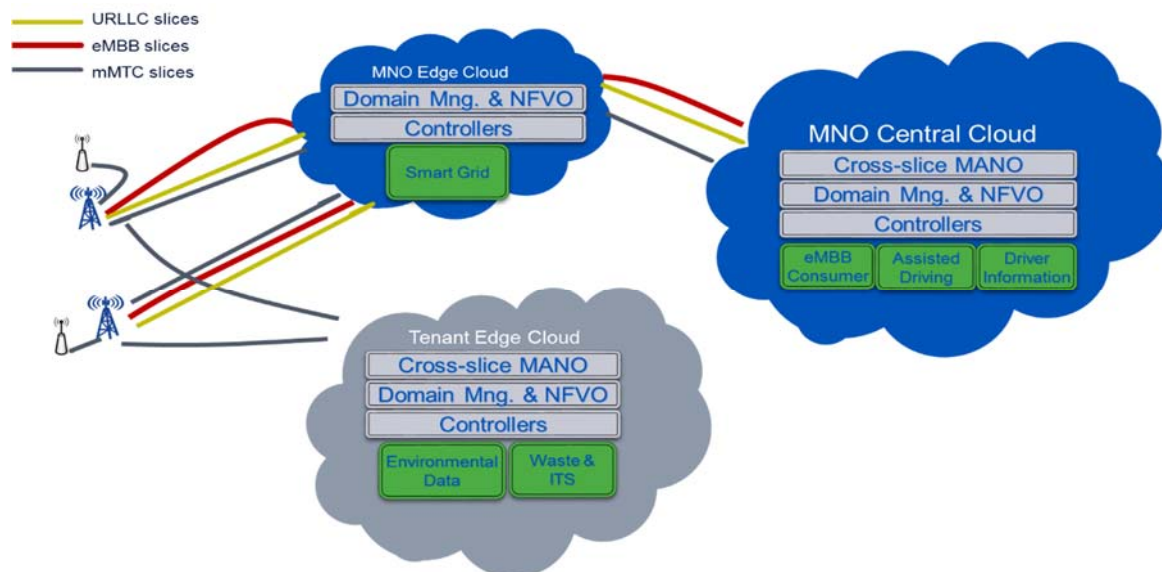 URLLC slices
eMBB slices
mMTC slices
MNO Edge Cloud
Domain Mng. & NFVO
Controllers
Smart Grid
MNO Central Cloud
Cross-slice MANO
Domain Mng. & NFVO
Controllers
eMBB
Consumer
Assisted
Driving
Driver
Information
Tenant Edge Cloud
Cross-slice MANO
Domain Mng. & NFVO
Controllers
Environmental
Data
Waste &
ITS